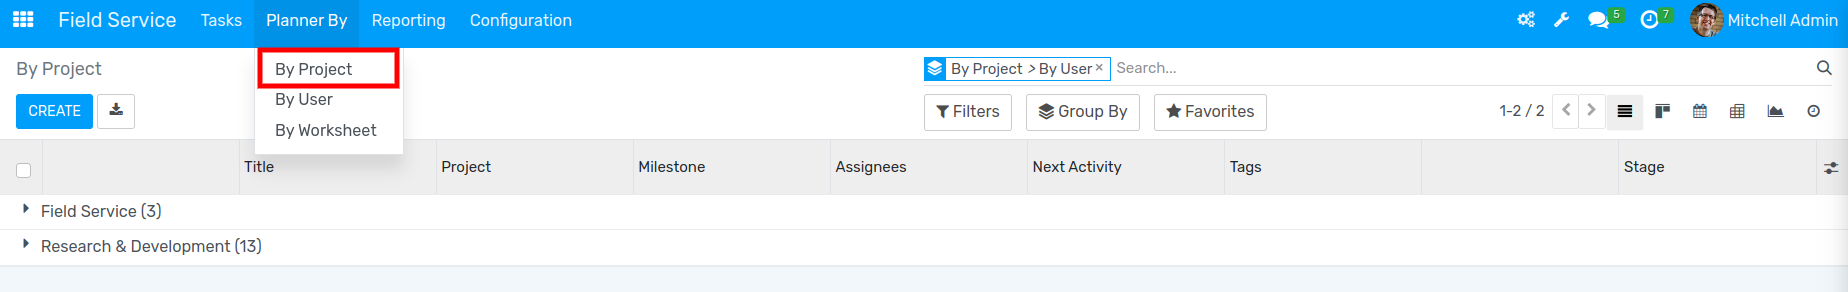 Field Service Tasks Planner By Reporting Configuration 5 7 Mitchell Admin
By Project
By Project
By User
By Worksheet
By Project > By User × Search...
CREATE
Filters Group By Favorites 1-2 / 2
Title Project Milestone Assignees Next Activity Tags Stage
Field Service (3)
Research & Development (13)